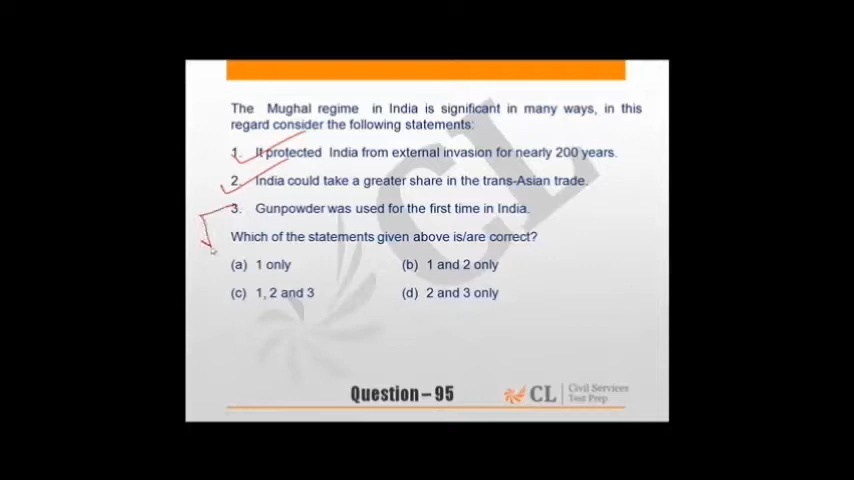 The Mughal regime in India is significant in many ways, in this
regard consider the following statements:
1. It protected India from external invasion for nearly 200 years.
2. India could take a greater share in the trans-Asian trade.
3. Gunpowder was used for the first time in India.
Which of the statements given above is/are correct?
(a) 1 only (b) 1 and 2 only
(c) 1, 2 and 3 (d) 2 and 3 only
CL
Question – 95
CL Civil Services
Test Prep